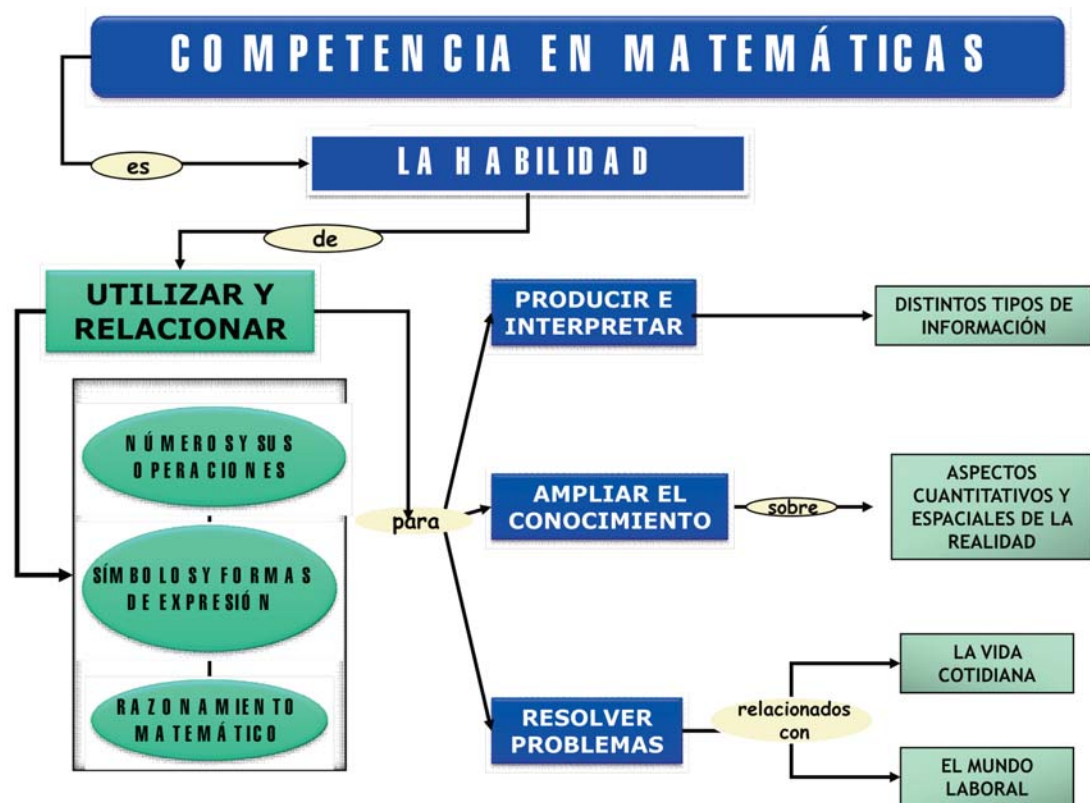 COMPETENCIA EN MATEMÁTICAS
es
LA HABILIDAD
de
UTILIZAR Y
RELACIONAR
NÚMEROS Y SUS
OPERACIONES
SÍMBOLOS Y FORMAS
DE EXPRESIÓN
RAZONAMIENTO
MATEMÁTICO
para
PRODUCIR E
INTERPRETAR
DISTINTOS TIPOS DE
INFORMACIÓN
AMPLIAR EL
CONOCIMIENTO
sobre
ASPECTOS
CUANTITATIVOS Y
ESPACIALES DE LA
REALIDAD
RESOLVER
PROBLEMAS
relacionados
con
LA VIDA
COTIDIANA
EL MUNDO
LABORAL